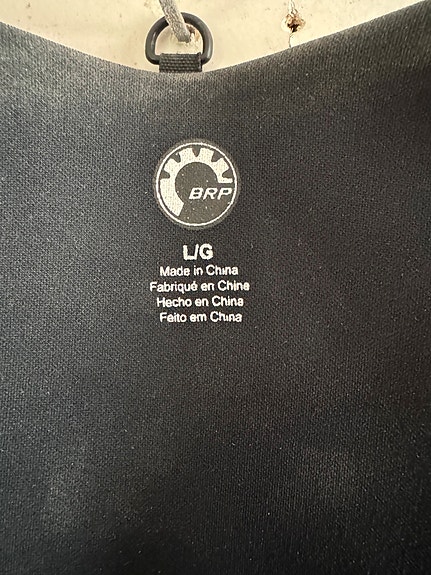 BRP
L/G
Made in China
Fabriqué en Chine
Hecho en China
Feito em China